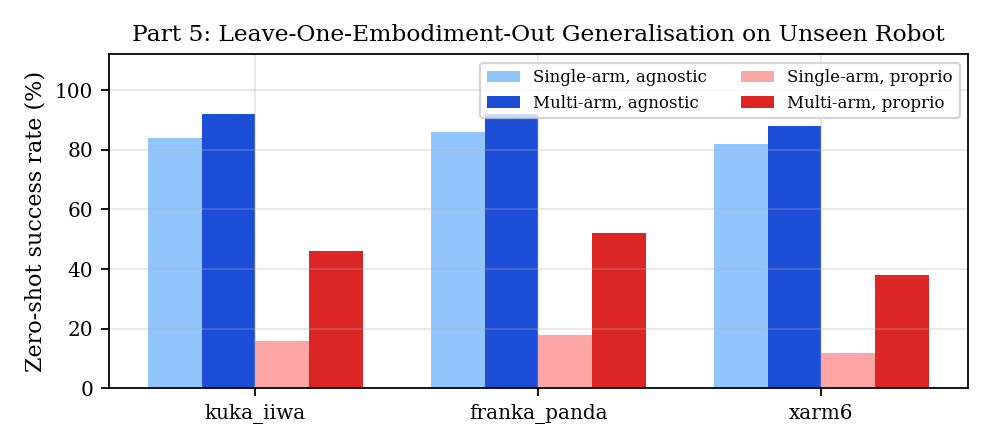 Part 5: Leave-One-Embodiment-Out Generalisation on Unseen Robot
Zero-shot success rate (%)
100
80
60
40
20
0
Single-arm, agnostic
Multi-arm, agnostic
Single-arm, proprio
Multi-arm, proprio
kuka_iiwa
franka_panda
xarm6